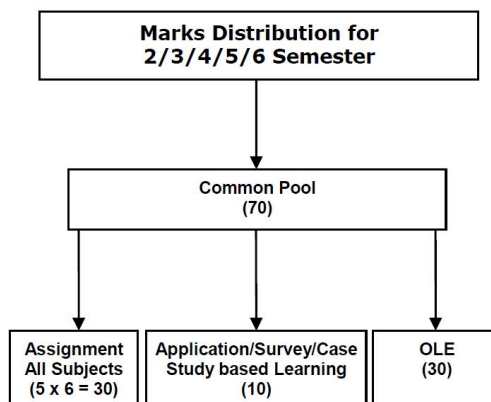 Marks Distribution for
2/3/4/5/6 Semester
Common Pool
(70)
Assignment
All Subjects
(5 x 6 = 30)
Application/Survey/Case
Study based Learning
(10)
OLE
(30)